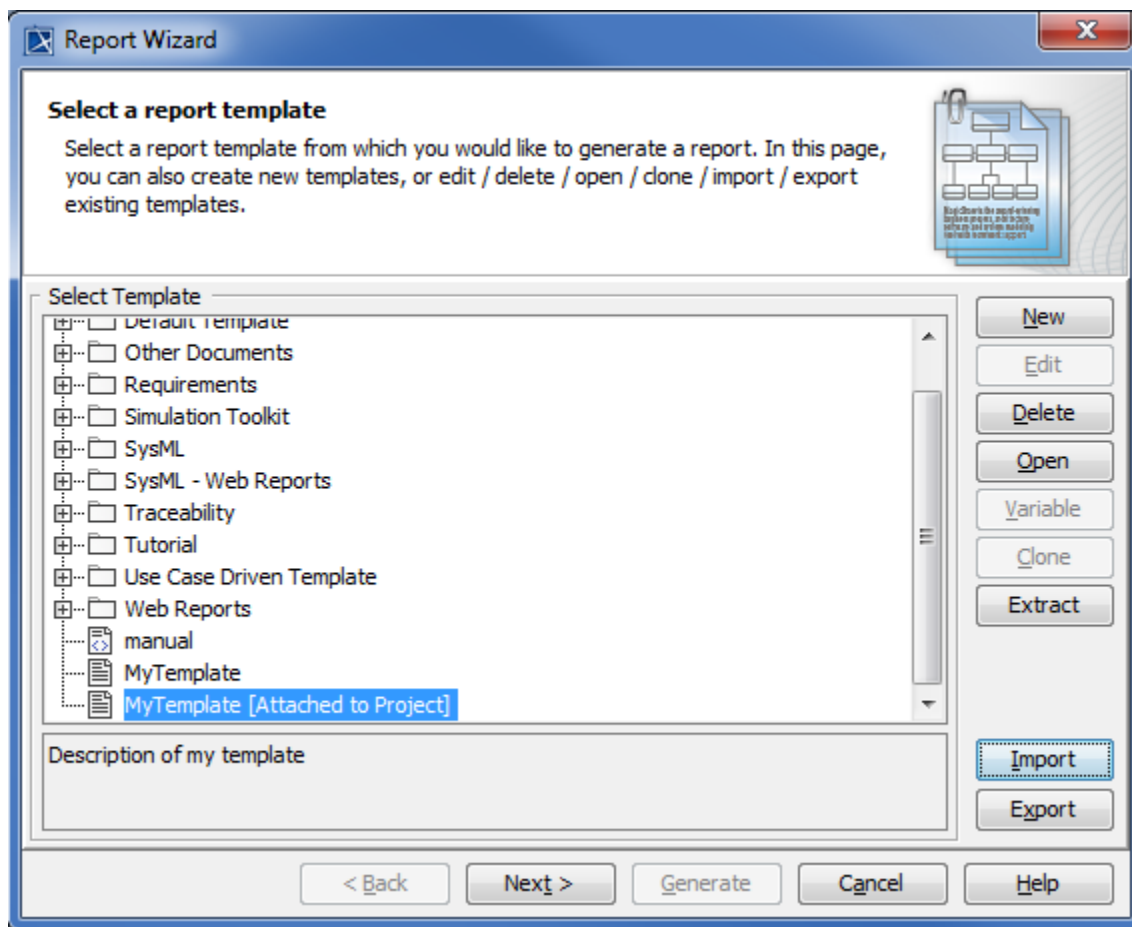 Report Wizard
Select a report template
Select a report template from which you would like to generate a report. In this page,
you can also create new templates, or edit / delete / open / clone / import / export
existing templates.
Select Template
Default Template
Other Documents
Requirements
Simulation Toolkit
SysML
SysML - Web Reports
Traceability
Tutorial
Use Case Driven Template
Web Reports
manual
MyTemplate
MyTemplate [Attached to Project]
Description of my template
New
Edit
Delete
Open
Variable
Clone
Extract
Import
Export
< Back
Next >
Generate
Cancel
Help